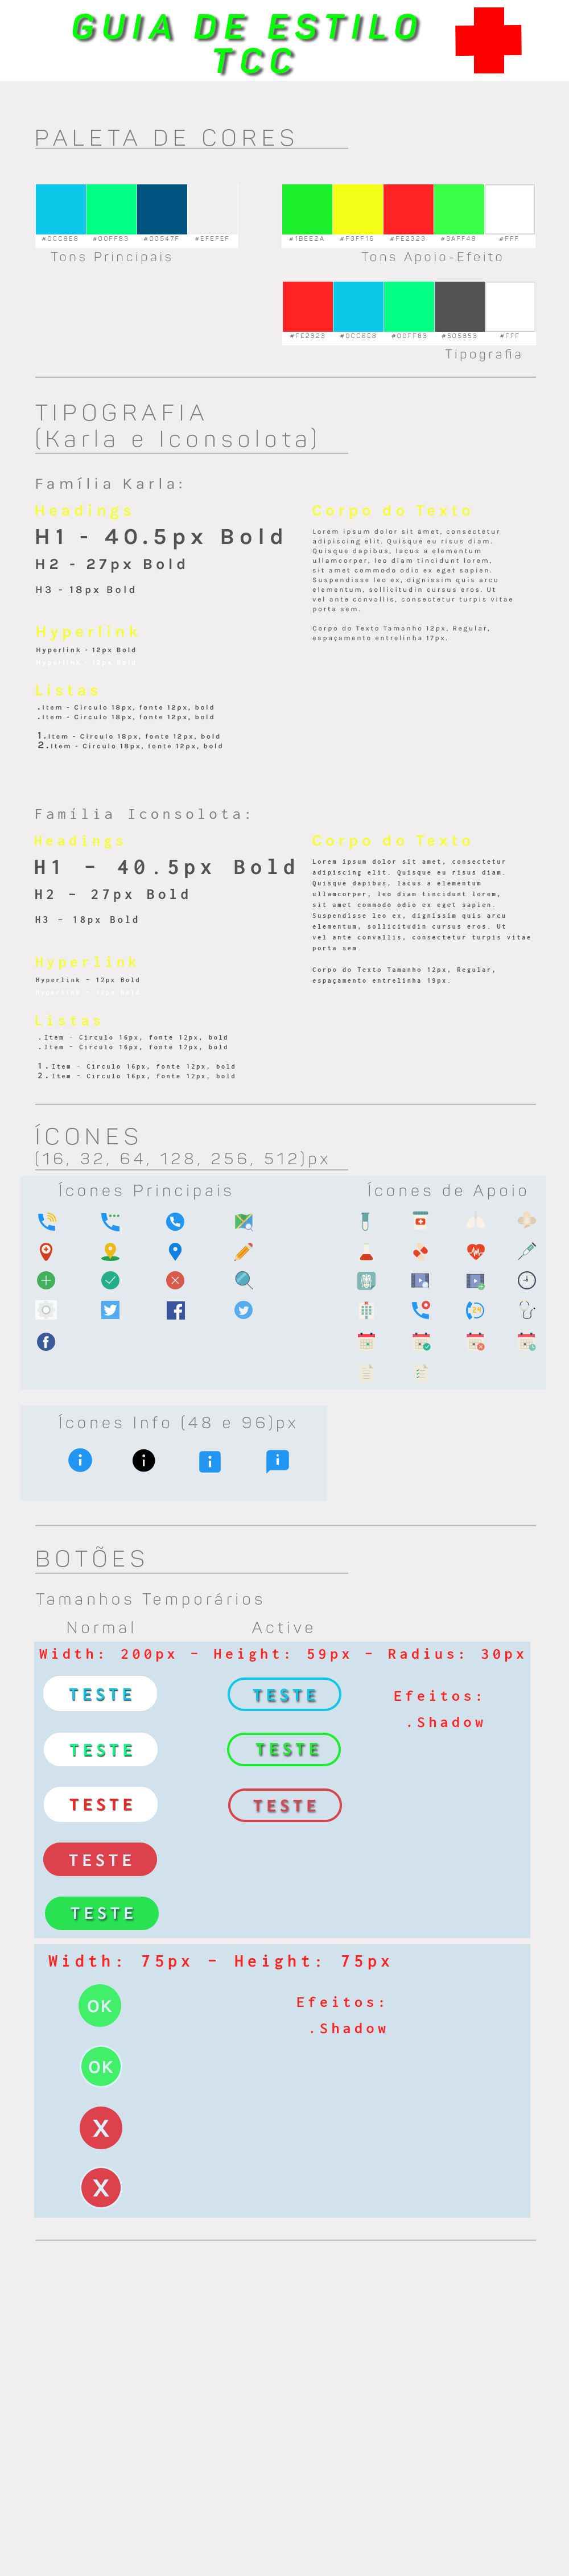 GUIA DE ESTILO
TCC
PALETA DE CORES
#0CC8E8 #00FF83 #00547F #EFEFEF
Tons Principais
#1BEE2A #F3FF16 #FE2323 #3AFF48 #FFF
Tons Apoio-Efeito
#FE2323 #0CC8E8 #00FF83 #505353 #FFF
Tipografia
TIPOGRAFIA
(Karla e Iconsolota)
Família Karla:
Headings
H1 - 40.5px Bold
H2 - 27px Bold
H3 - 18px Bold
Hyperlink
Hyperlink - 12px Bold
Hyperlink - 12px Bold
Listas
.Item - Círculo 18px, fonte 12px, bold
.Item - Círculo 18px, fonte 12px, bold
1.Item - Círculo 18px, fonte 12px, bold
2.Item - Círculo 18px, fonte 12px, bold
Corpo do Texto
Lorem ipsum dolor sit amet, consectetur
adipiscing elit. Quisque eu risus diam.
Quisque dapibus, lacus a elementum
ullamcorper, leo diam tincidunt lorem,
sit amet commodo odio ex eget sapien.
Suspendisse leo ex, dignissim quis arcu
elementum, sollicitudin cursus eros. Ut
vel ante convallis, consectetur turpis vitae
porta sem.
Corpo do Texto Tamanho 12px, Regular,
espaçamento entrelinha 17px.
Família Iconsolota:
Headings
H1 - 40.5px Bold
H2 - 27px Bold
H3 - 18px Bold
Hyperlink
Hyperlink - 12px Bold
Hyperlink - 12px Bold
Listas
.Item - Círculo 16px, fonte 12px, bold
.Item - Círculo 16px, fonte 12px, bold
1.Item - Círculo 16px, fonte 12px, bold
2.Item - Círculo 16px, fonte 12px, bold
Corpo do Texto
Lorem ipsum dolor sit amet, consectetur
adipiscing elit. Quisque eu risus diam.
Quisque dapibus, lacus a elementum
ullamcorper, leo diam tincidunt lorem,
sit amet commodo odio ex eget sapien.
Suspendisse leo ex, dignissim quis arcu
elementum, sollicitudin cursus eros. Ut
vel ante convallis, consectetur turpis vitae
porta sem.
Corpo do Texto Tamanho 12px, Regular,
espaçamento entrelinha 19px.
ÍCONES
(16, 32, 64, 128, 256, 512)px
Ícones Principais
Ícones de Apoio
Ícones Info (48 e 96)px
BOTÕES
Tamanhos Temporários
Normal Active
Width: 200px - Height: 59px - Radius: 30px
TESTE TESTE
Efeitos:
.Shadow
TESTE TESTE
TESTE TESTE
TESTE
TESTE
Width: 75px - Height: 75px
Efeitos:
.Shadow
OK
OK
X
X